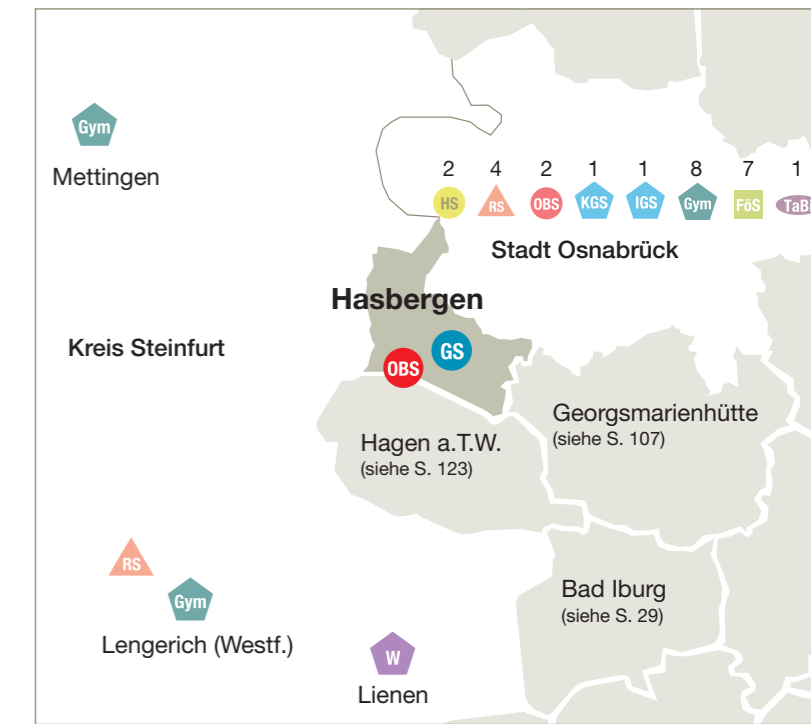 Gym
Mettingen
2 4 2 1 1 8 7 1
HS RS OBS KGS IGS Gym FöS
Stadt Osnabrück
Hasbergen
Kreis Steinfurt
GS
OBS
Georgsmarienhütte
(siehe S. 107)
Hagen a.T.W.
(siehe S. 123)
RS
Gym
Bad Iburg
(siehe S. 29)
Lengerich (Westf.)
W
Lienen